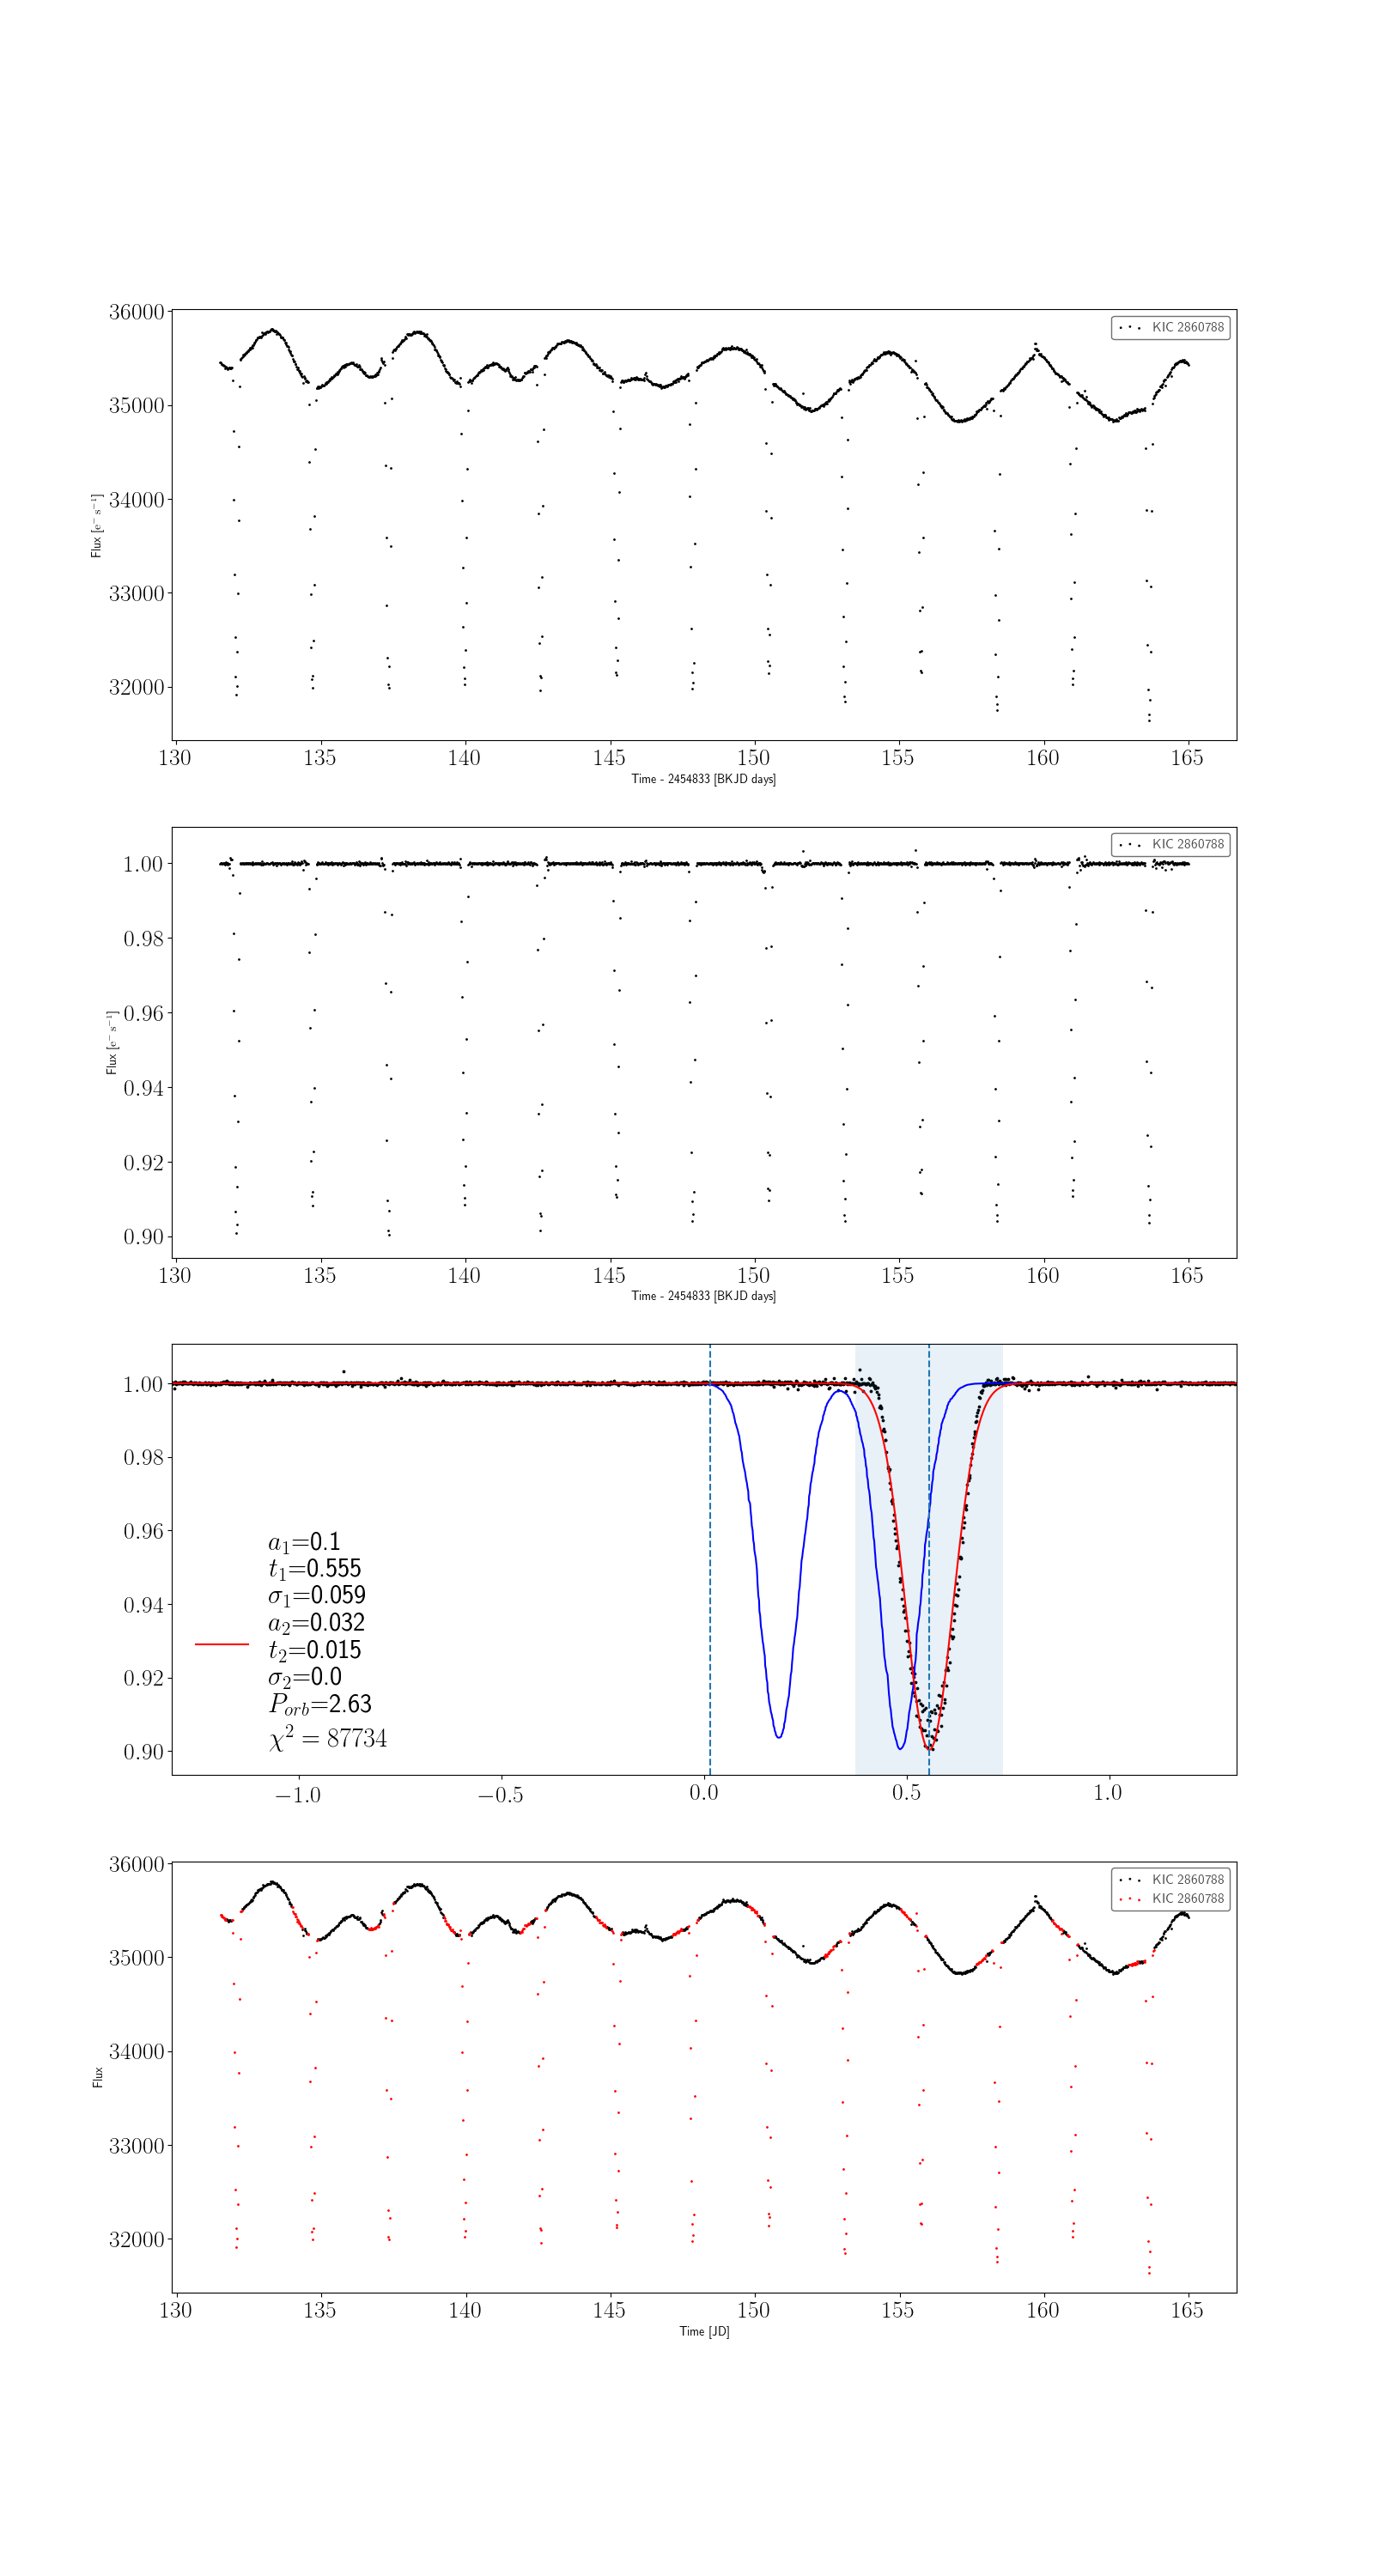 36000
35000
34000
33000
32000
Flux [e⁻ s⁻¹]
KIC 2860788
130 135 140 145 150 155 160 165
Time - 2454833 [BKJD days]
1.00
0.98
0.96
0.94
0.92
0.90
Flux [e⁻ s⁻¹]
KIC 2860788
130 135 140 145 150 155 160 165
Time - 2454833 [BKJD days]
1.00
0.98
0.96
0.94
0.92
0.90
a₁=0.1
t₁=0.555
σ₁=0.059
a₂=0.032
t₂=0.015
σ₂=0.0
P_orb=2.63
χ² = 87734
−1.0 −0.5 0.0 0.5 1.0
36000
35000
34000
33000
32000
Flux
KIC 2860788
KIC 2860788
130 135 140 145 150 155 160 165
Time [JD]